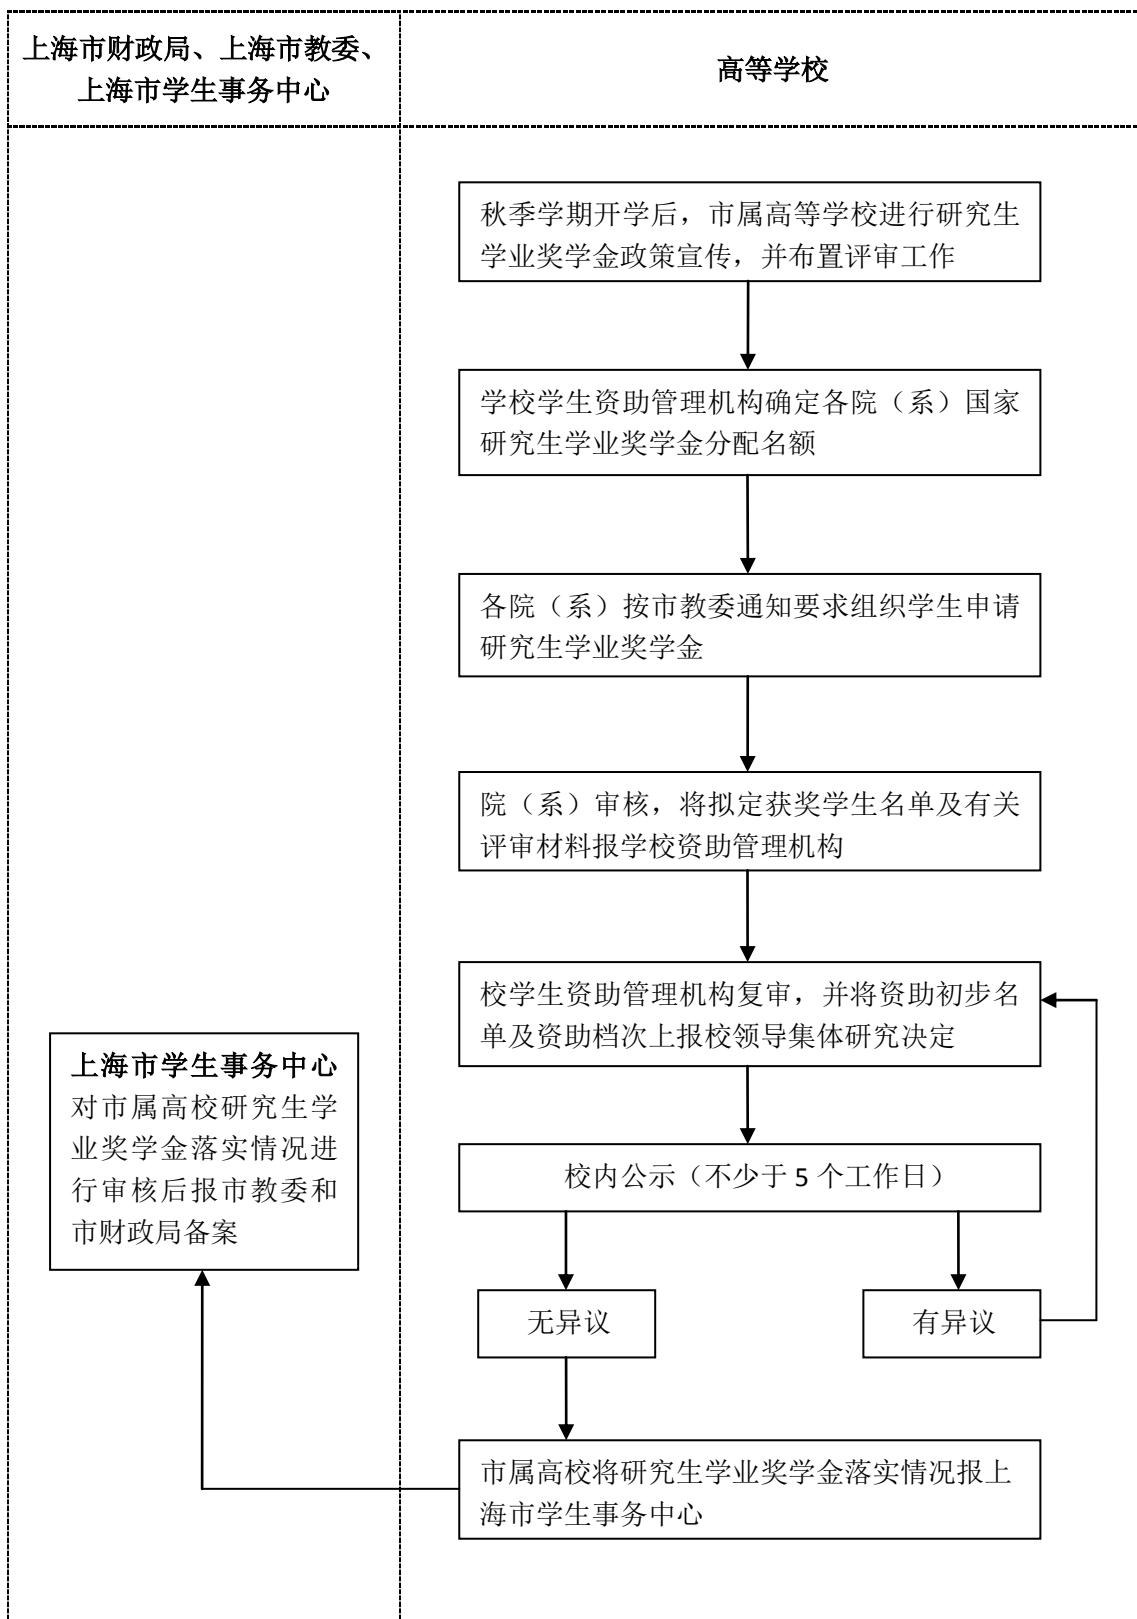 上海市财政局、上海市教委、
上海市学生事务中心
高等学校
秋季学期开学后，市属高等学校进行研究生
学业奖学金政策宣传，并布置评审工作
学校学生资助管理机构确定各院（系）国家
研究生学业奖学金分配名额
各院（系）按市教委通知要求组织学生申请
研究生学业奖学金
院（系）审核，将拟定获奖学生名单及有关
评审材料报学校资助管理机构
校学生资助管理机构复审，并将资助初步名
单及资助档次上报校领导集体研究决定
上海市学生事务中心
对市属高校研究生学
业奖学金落实情况进
行审核后报市教委和
市财政局备案
校内公示（不少于 5 个工作日）
无异议
有异议
市属高校将研究生学业奖学金落实情况报上
海市学生事务中心